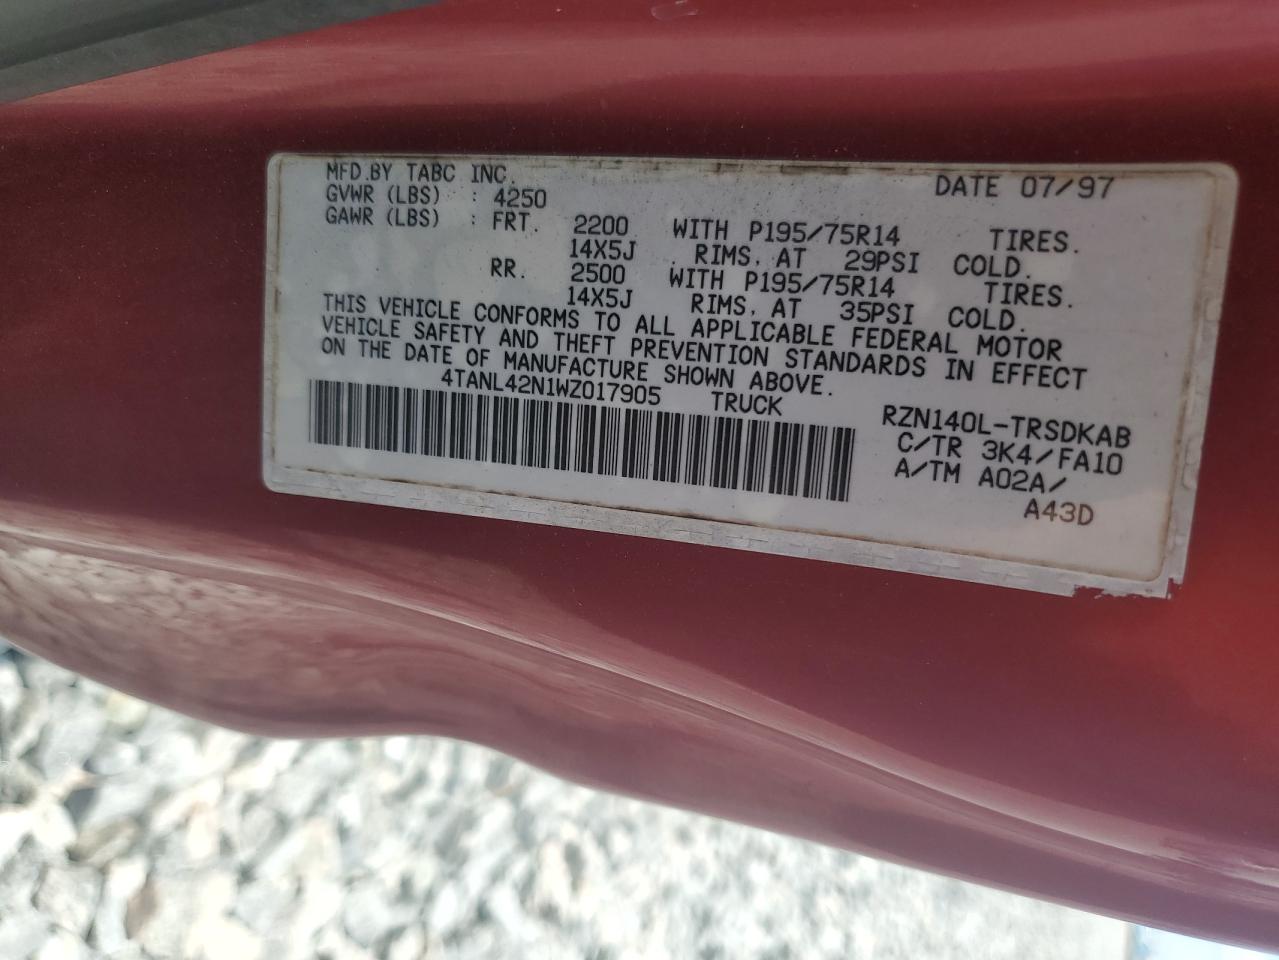 MFD.BY TABC INC. DATE 07/97
GVWR (LBS) : 4250
GAWR (LBS) : FRT. 2200 WITH P195/75R14 TIRES.
14X5J RIMS, AT 29PSI COLD.
RR. 2500 WITH P195/75R14 TIRES.
14X5J RIMS, AT 35PSI COLD.
THIS VEHICLE CONFORMS TO ALL APPLICABLE FEDERAL MOTOR
VEHICLE SAFETY AND THEFT PREVENTION STANDARDS IN EFFECT
ON THE DATE OF MANUFACTURE SHOWN ABOVE.
4TANL42N1WZ017905 TRUCK
RZN140L-TRSDKAB
C/TR 3K4/FA10
A/TM A02A/
A43D